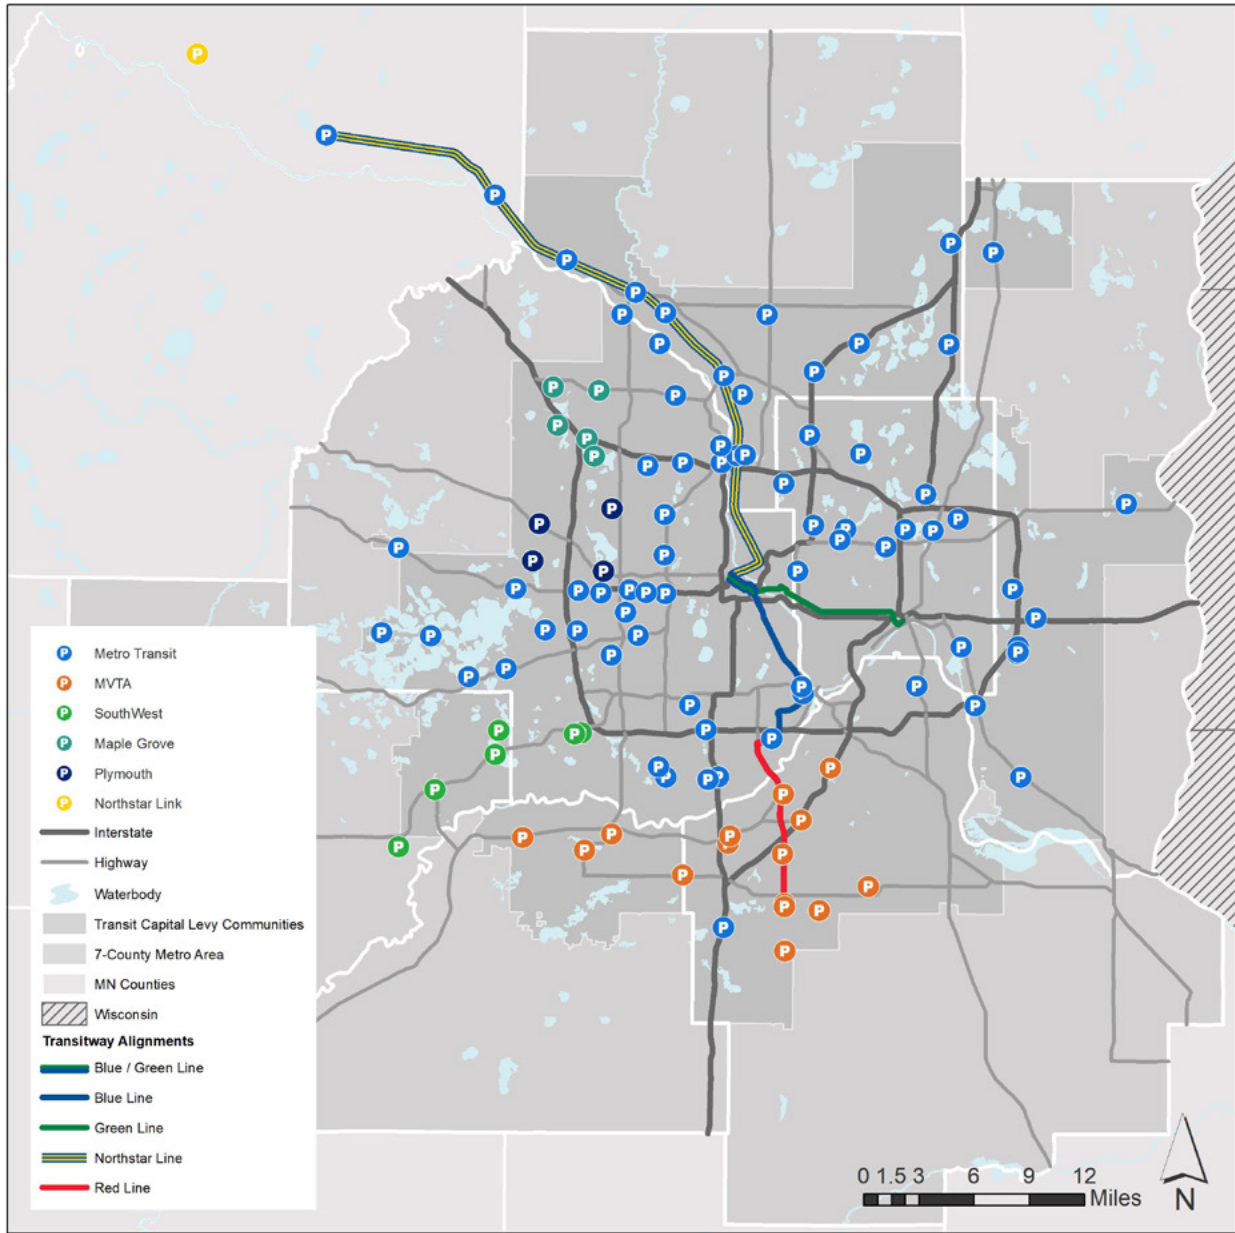 Metro Transit
MVTA
SouthWest
Maple Grove
Plymouth
Northstar Link
Interstate
Highway
Waterbody
Transit Capital Levy Communities
7-County Metro Area
MN Counties
Wisconsin
Transitway Alignments
Blue / Green Line
Blue Line
Green Line
Northstar Line
Red Line
0 1.5 3 6 9 12
Miles
N